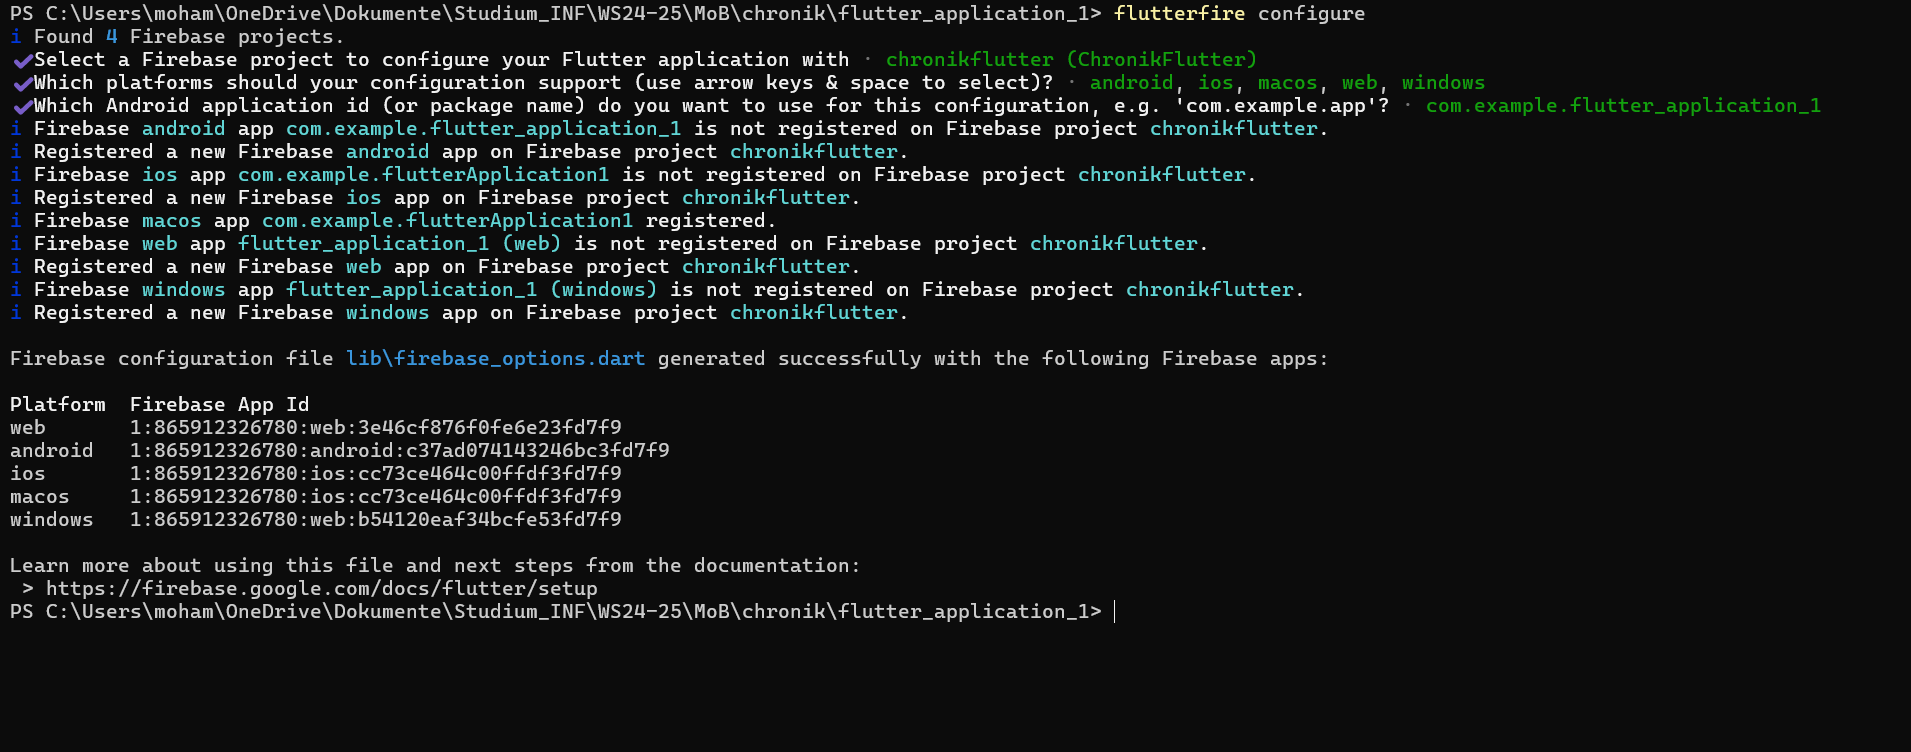 PS C:\Users\moham\OneDrive\Dokumente\Studium_INF\WS24-25\MoB\chronik\flutter_application_1> flutterfire configure
i Found 4 Firebase projects.
✔Select a Firebase project to configure your Flutter application with · chronikflutter (ChronikFlutter)
✔Which platforms should your configuration support (use arrow keys & space to select)? · android, ios, macos, web, windows
✔Which Android application id (or package name) do you want to use for this configuration, e.g. 'com.example.app'? · com.example.flutter_application_1
i Firebase android app com.example.flutter_application_1 is not registered on Firebase project chronikflutter.
i Registered a new Firebase android app on Firebase project chronikflutter.
i Firebase ios app com.example.flutterApplication1 is not registered on Firebase project chronikflutter.
i Registered a new Firebase ios app on Firebase project chronikflutter.
i Firebase macos app com.example.flutterApplication1 registered.
i Firebase web app flutter_application_1 (web) is not registered on Firebase project chronikflutter.
i Registered a new Firebase web app on Firebase project chronikflutter.
i Firebase windows app flutter_application_1 (windows) is not registered on Firebase project chronikflutter.
i Registered a new Firebase windows app on Firebase project chronikflutter.
Firebase configuration file lib\firebase_options.dart generated successfully with the following Firebase apps:
Platform  Firebase App Id
web       1:865912326780:web:3e46cf876f0fe6e23fd7f9
android   1:865912326780:android:c37ad074143246bc3fd7f9
ios       1:865912326780:ios:cc73ce464c00ffdf3fd7f9
macos     1:865912326780:ios:cc73ce464c00ffdf3fd7f9
windows   1:865912326780:web:b54120eaf34bcfe53fd7f9
Learn more about using this file and next steps from the documentation:
 > https://firebase.google.com/docs/flutter/setup
PS C:\Users\moham\OneDrive\Dokumente\Studium_INF\WS24-25\MoB\chronik\flutter_application_1>